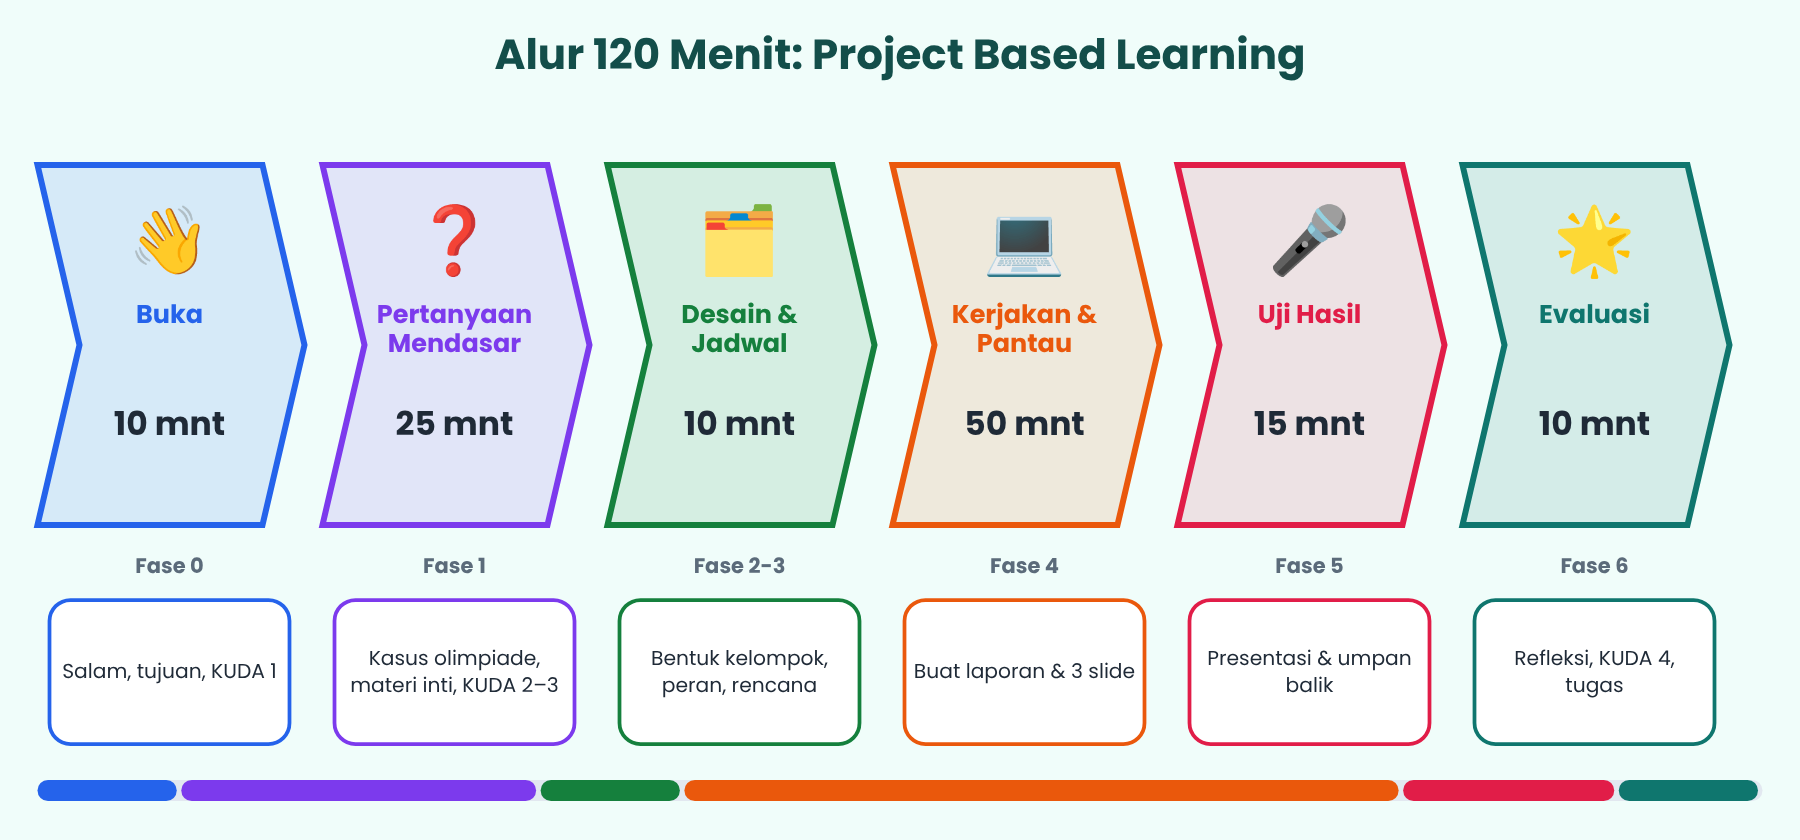 Alur 120 Menit: Project Based Learning
Buka
10 mnt
Fase 0
Salam, tujuan, KUDA 1
Pertanyaan
Mendasar
25 mnt
Fase 1
Kasus olimpiade,
materi inti, KUDA 2–3
Desain &
Jadwal
10 mnt
Fase 2-3
Bentuk kelompok,
peran, rencana
Kerjakan &
Pantau
50 mnt
Fase 4
Buat laporan & 3 slide
Uji Hasil
15 mnt
Fase 5
Presentasi & umpan
balik
Evaluasi
10 mnt
Fase 6
Refleksi, KUDA 4,
tugas